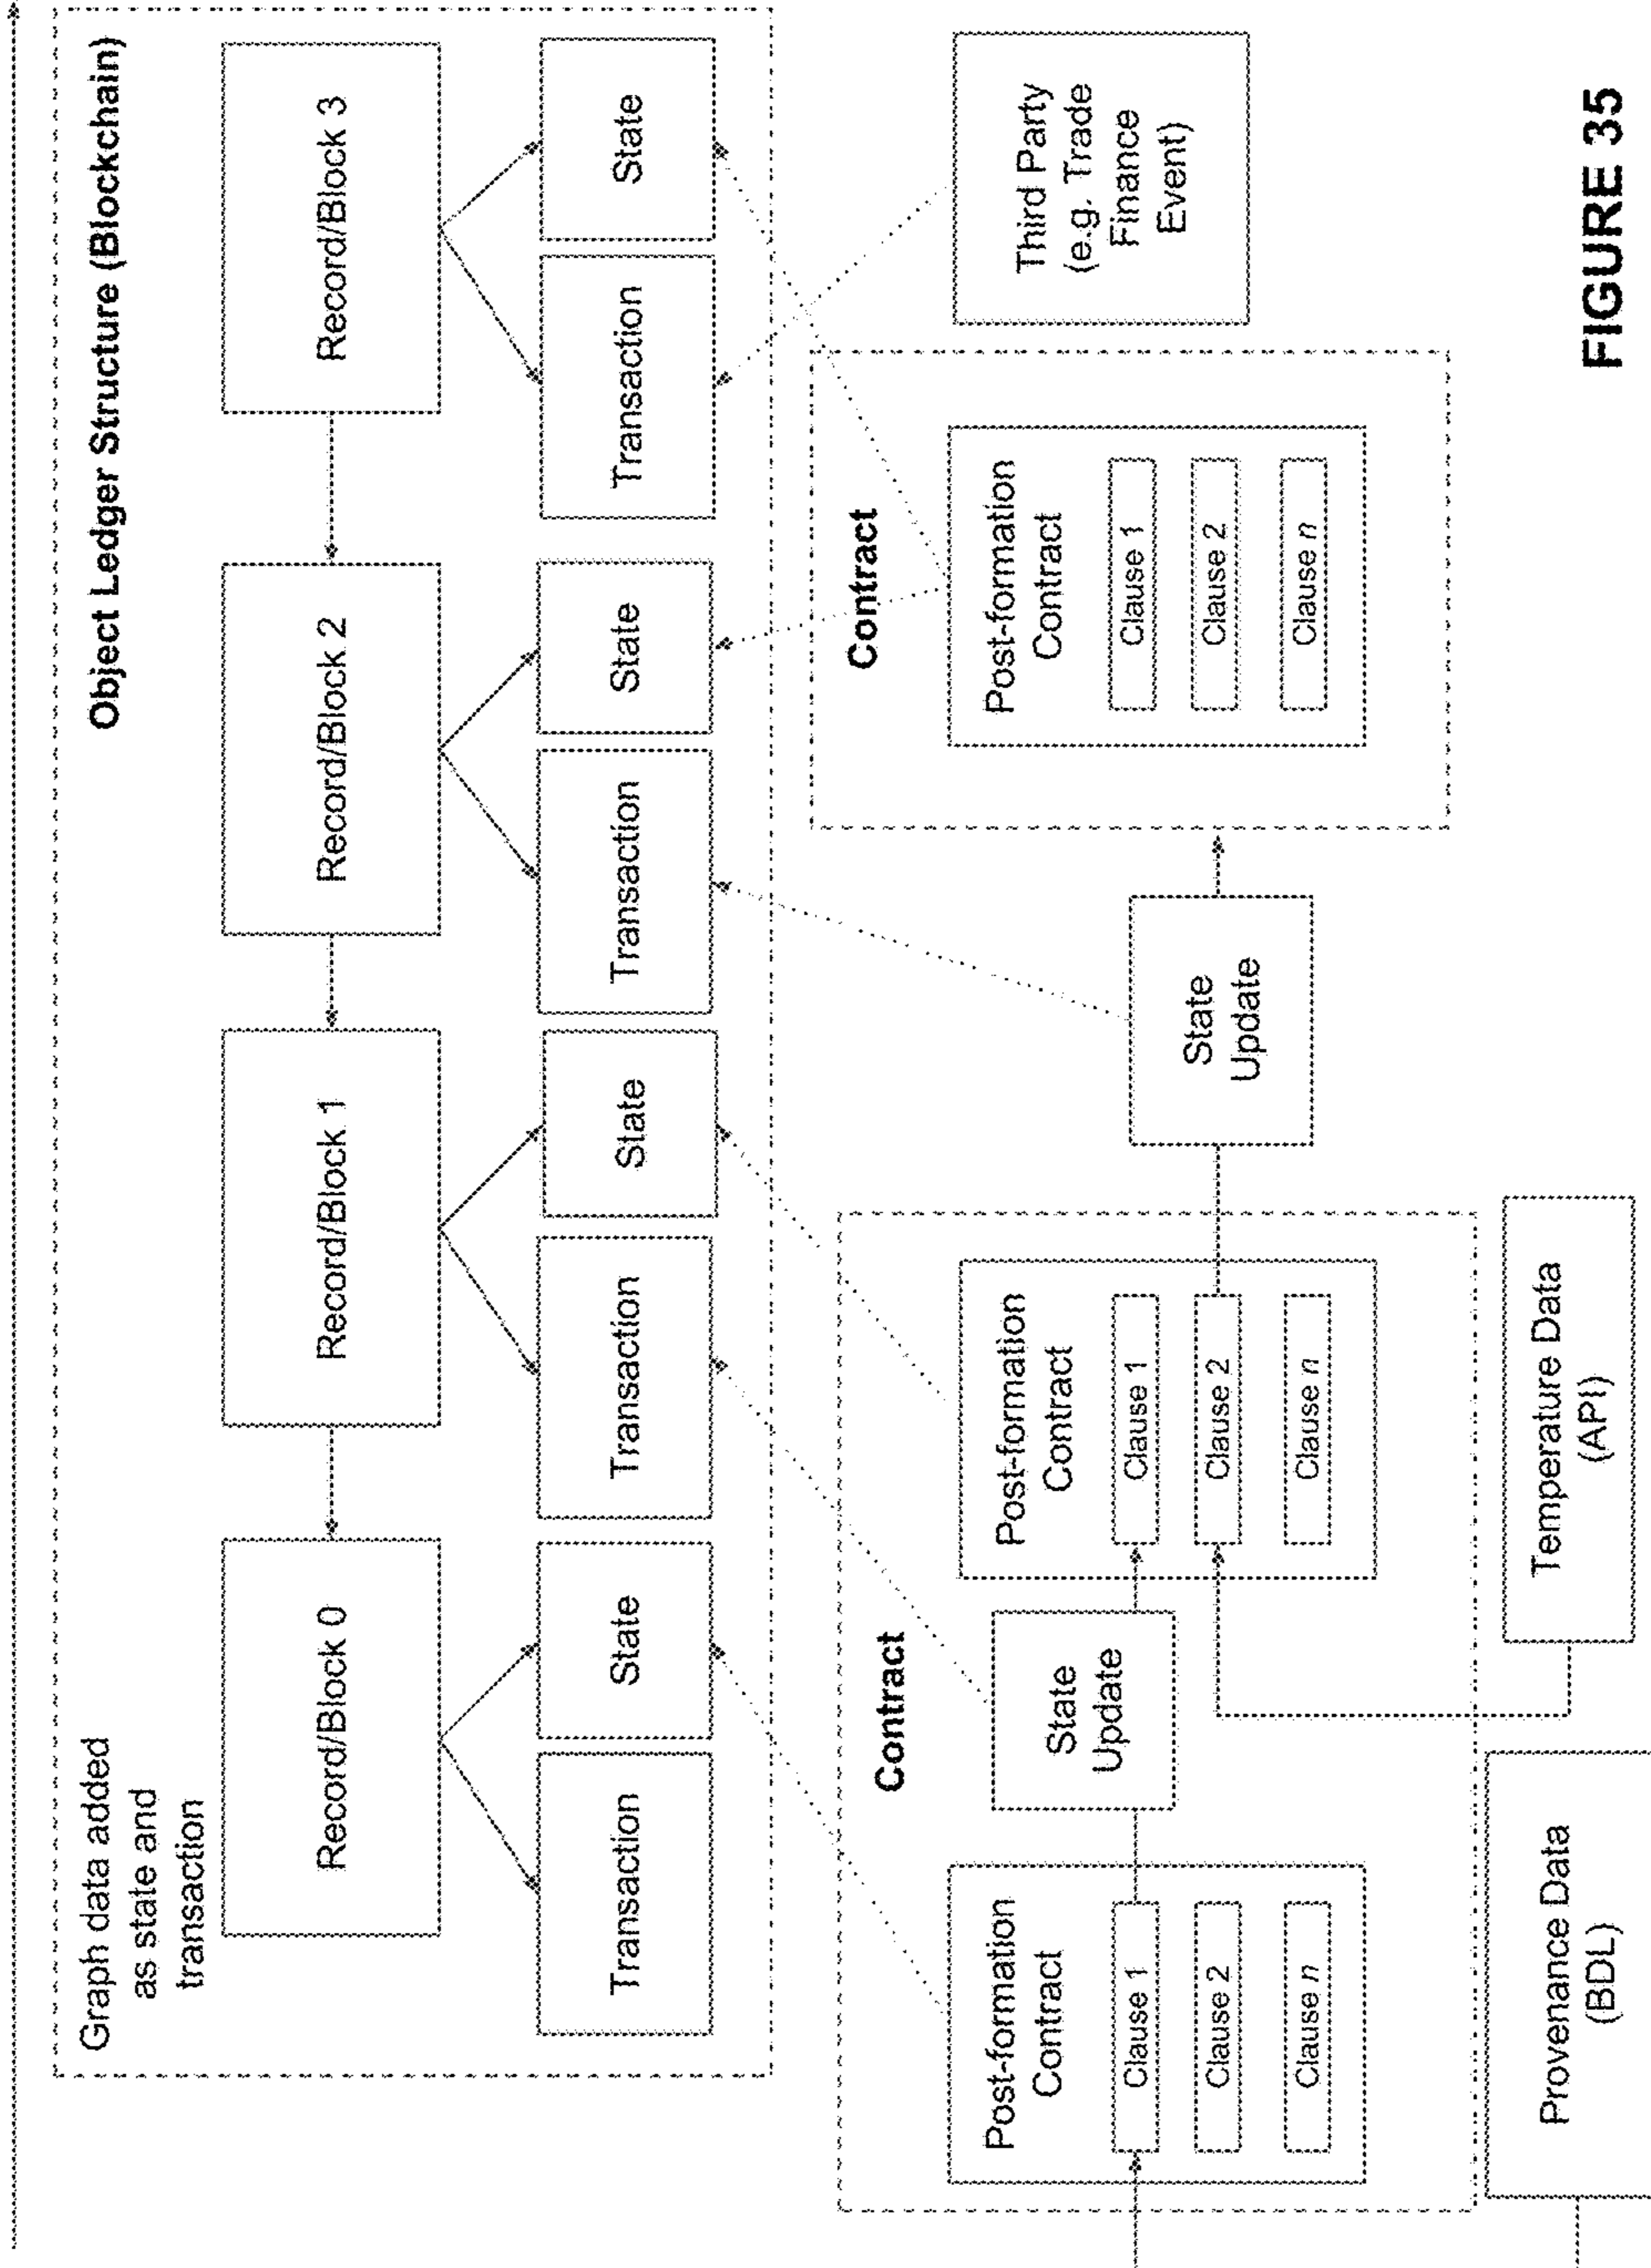 Object Ledger Structure (Blockchain)
Graph data added
as state and
transaction
Record/Block 0
Record/Block 1
Record/Block 2
Record/Block 3
Transaction
State
Transaction
State
Transaction
State
Transaction
State
Contract
Post-formation
Contract
Clause 1
Clause 2
Clause n
State
Update
Post-formation
Contract
Clause 1
Clause 2
Clause n
State
Update
Contract
Post-formation
Contract
Clause 1
Clause 2
Clause n
Third Party
(e.g. Trade
Finance
Event)
Provenance Data
(BDL)
Temperature Data
(API)
FIGURE 35